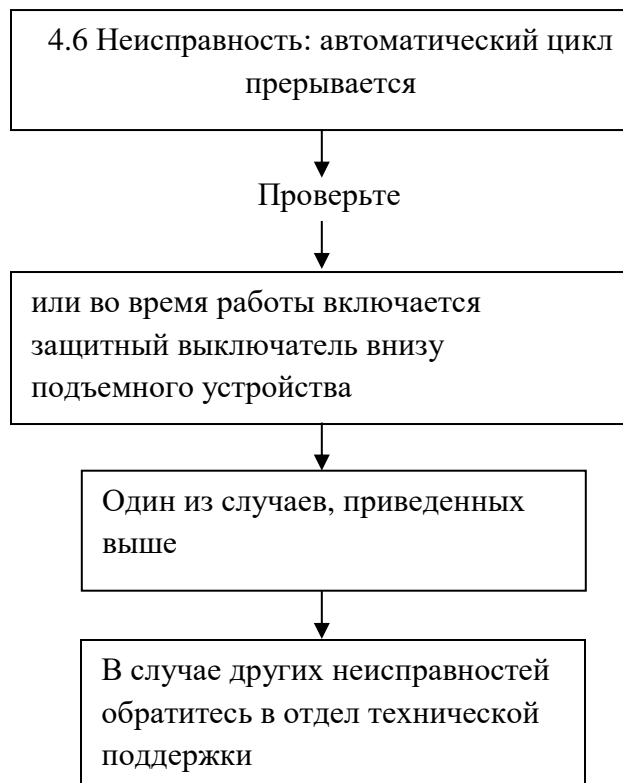 4.6 Неисправность: автоматический цикл
прерывается
Проверьте
или во время работы включается
защитный выключатель внизу
подъемного устройства
Один из случаев, приведенных
выше
В случае других неисправностей
обратитесь в отдел технической
поддержки